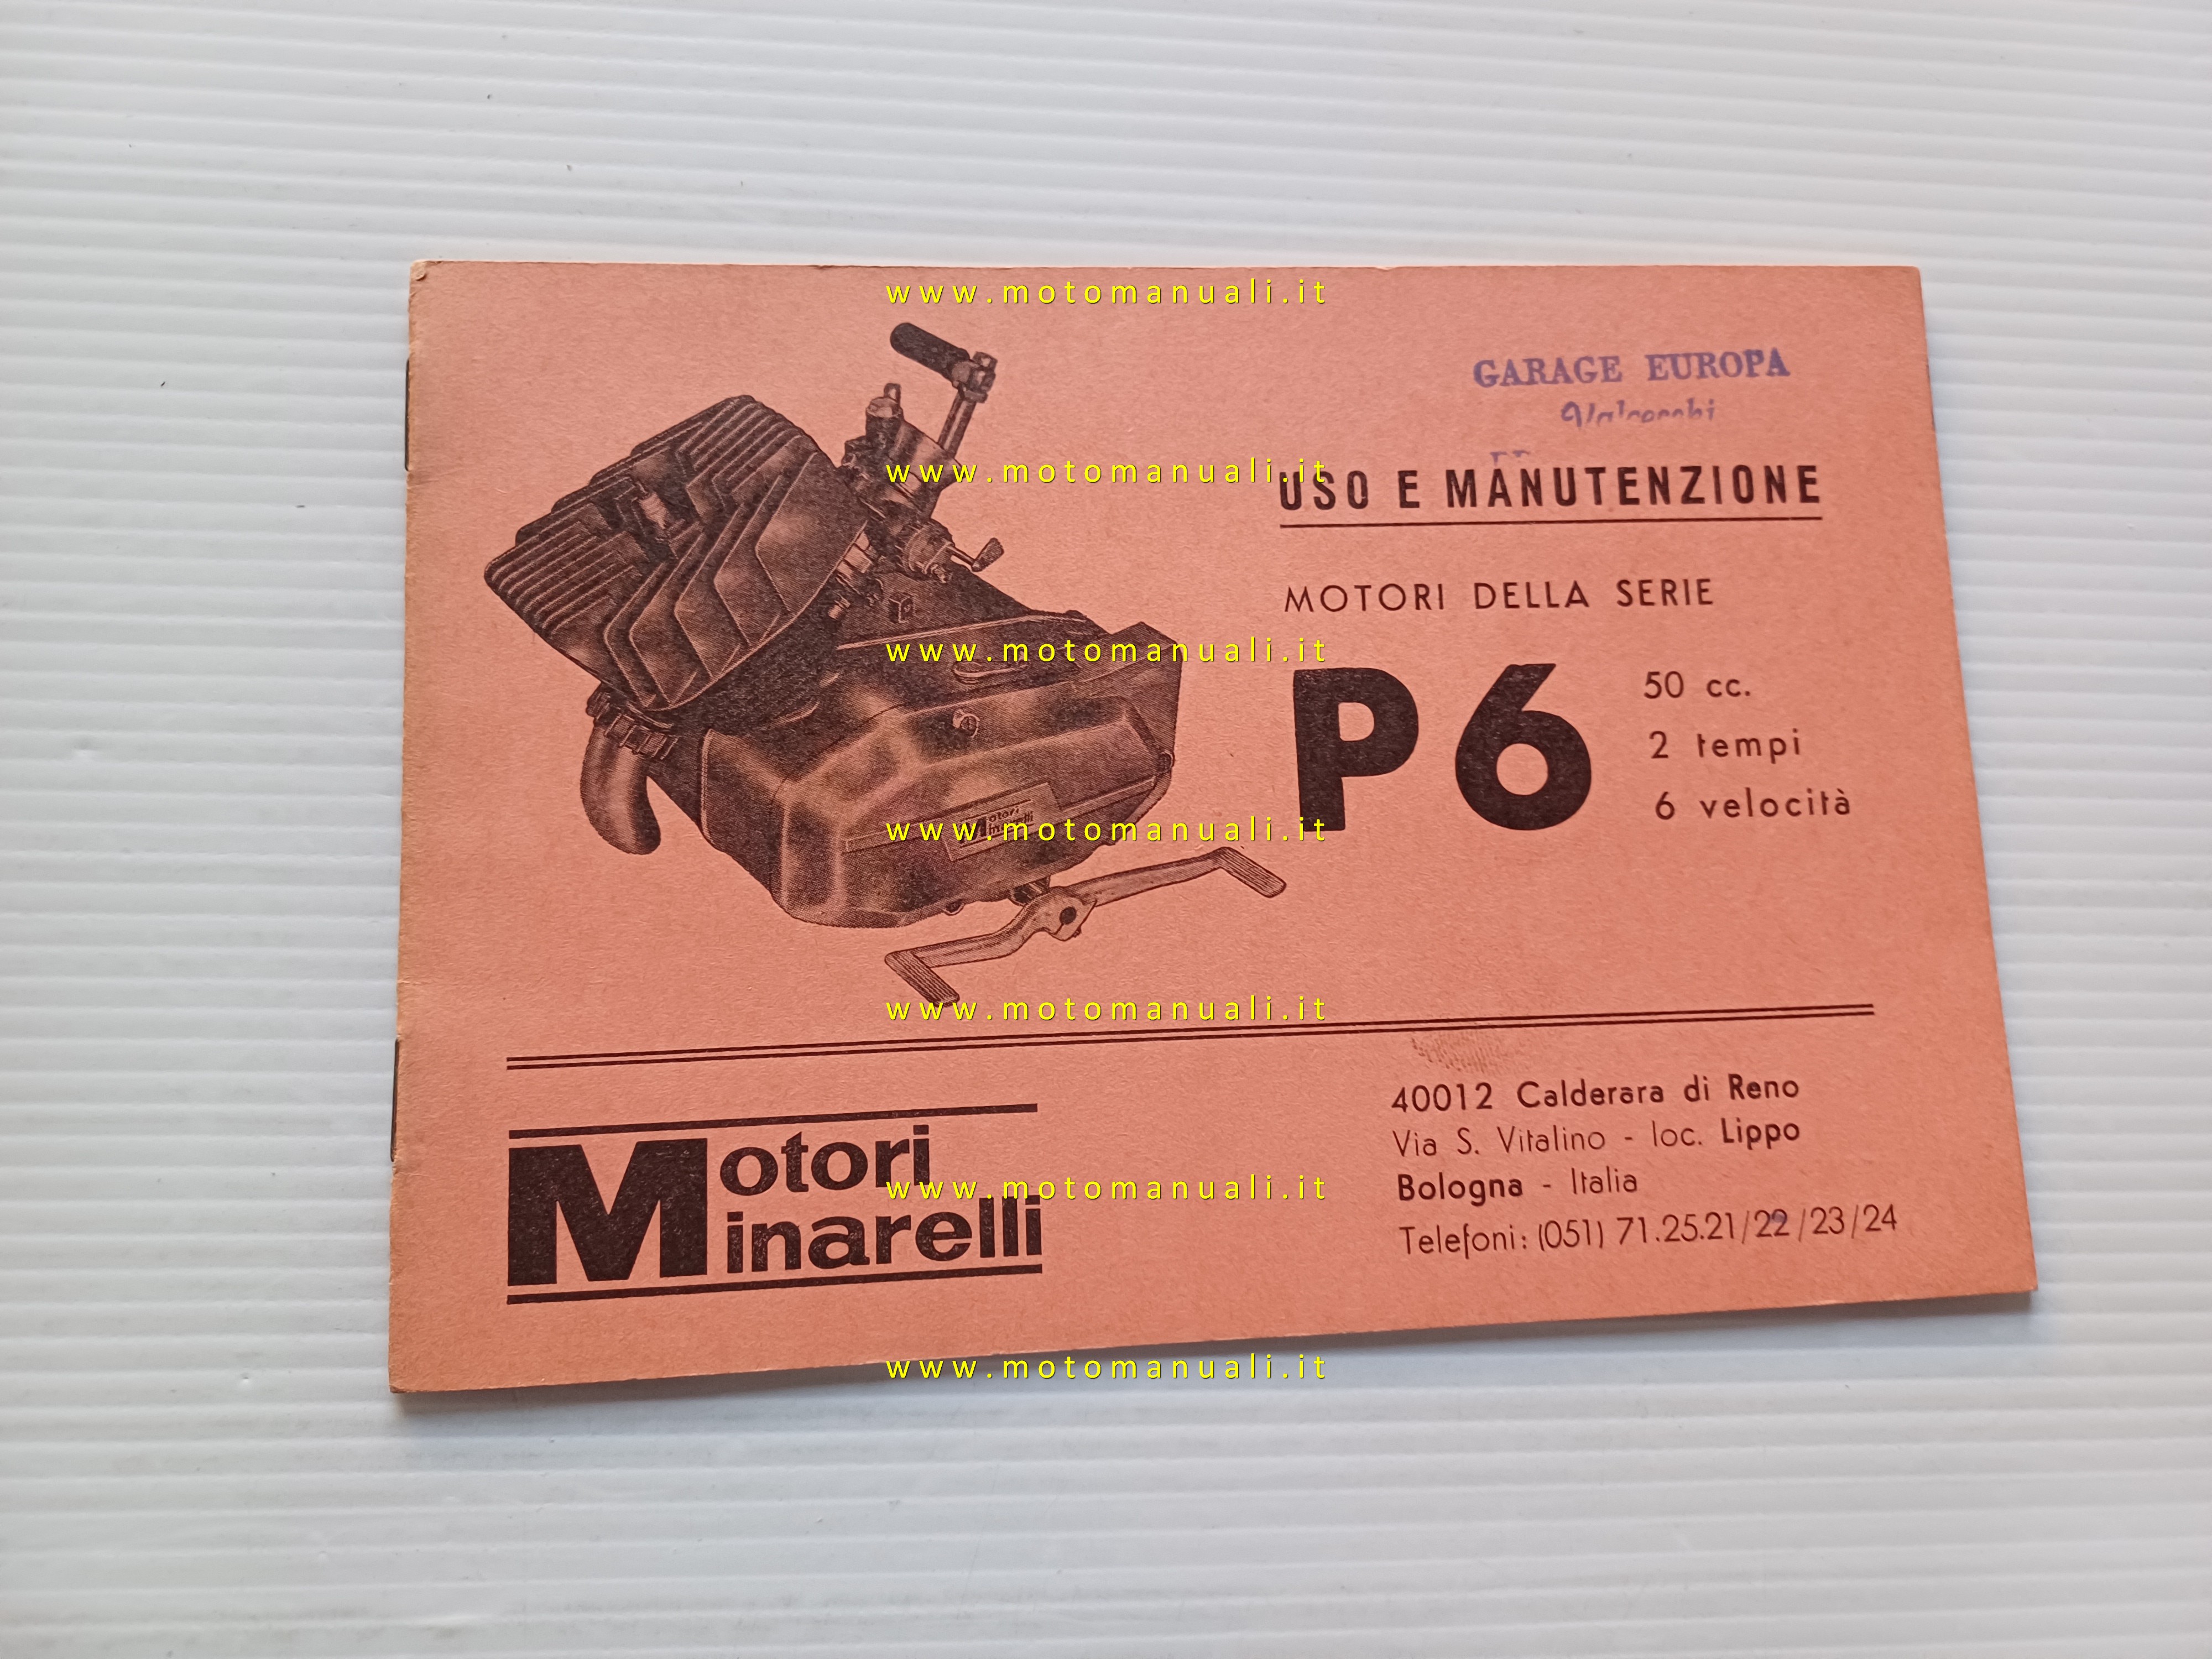 www.motomanuali.it
GARAGE EUROPA
www.motomanuali.it
USO E MANUTENZIONE
MOTORI DELLA SERIE
www.motomanuali.it
P6
50 cc.
2 tempi
6 velocità
Motori
Minarelli
www.motomanuali.it
www.motomanuali.it
40012 Calderara di Reno
Via S. Vitalino - loc. Lippo
Bologna - Italia
Telefoni: (051) 71.25.21/22/23/24
Motori
Minarelli
www.motomanuali.it
www.motomanuali.it